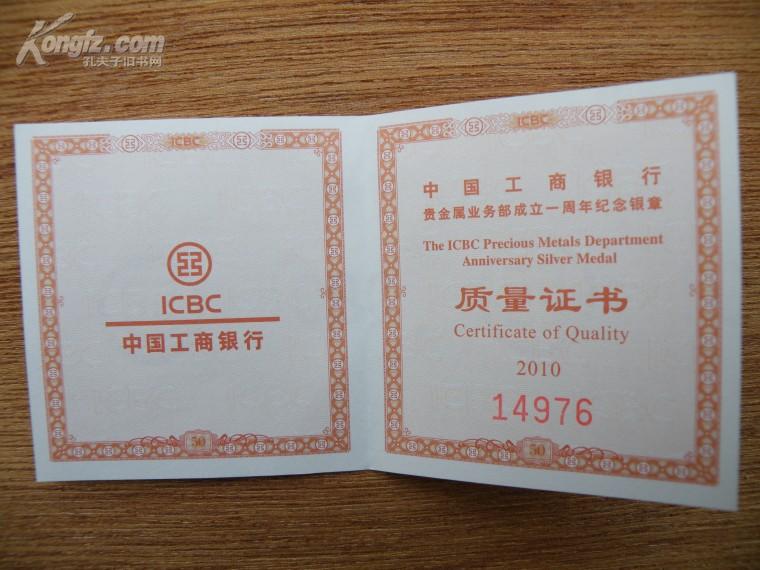 Kongfz.com
孔夫子旧书网
ICBC
ICBC
中国工商银行
50
ICBC
中国工商银行
贵金属业务部成立一周年纪念银章
The ICBC Precious Metals Department
Anniversary Silver Medal
质量证书
Certificate of Quality
2010
14976
50